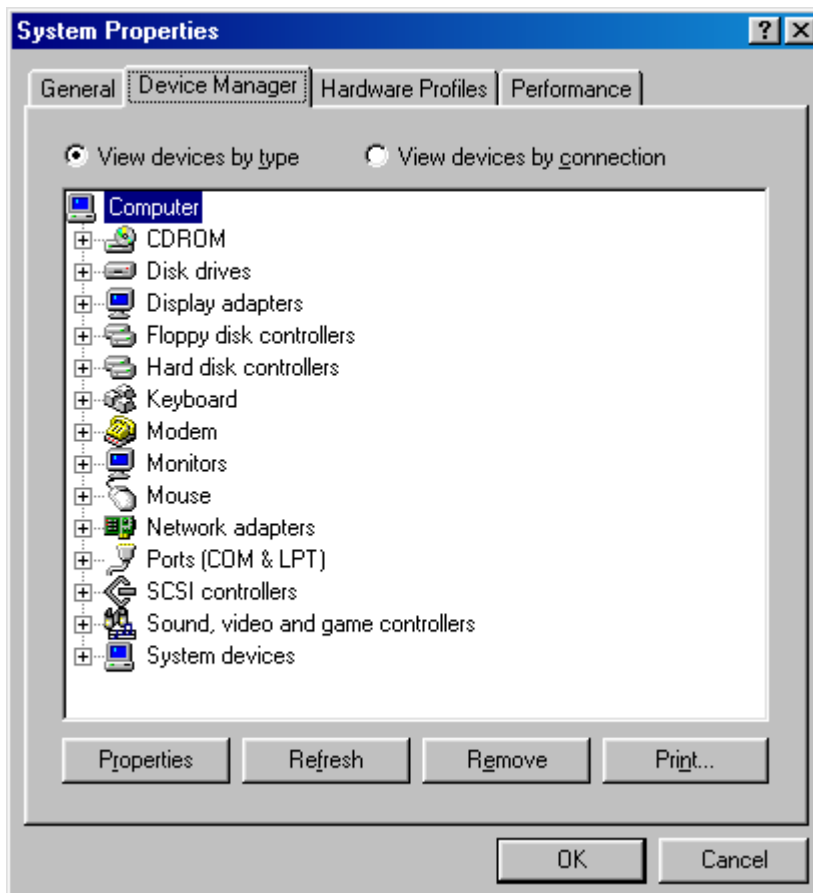 System Properties
General Device Manager Hardware Profiles Performance
View devices by type View devices by connection
Computer
CDROM
Disk drives
Display adapters
Floppy disk controllers
Hard disk controllers
Keyboard
Modem
Monitors
Mouse
Network adapters
Ports (COM & LPT)
SCSI controllers
Sound, video and game controllers
System devices
Properties Refresh Remove Print...
OK Cancel